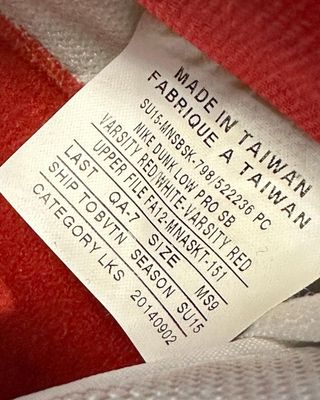 MADE IN TAIWAN
FABRIQUE A TAIWAN
SU15-MNSBSK-798/522236 PC
NIKE DUNK LOW PRO SB
VARSITY RED/WHITE-VARSITY RED
UPPER FILE FA12-MNASKT-151
LAST QA-7 SIZE MS9
SHIP TO BVTN SEASON SU15
CATEGORY LKS 20140902